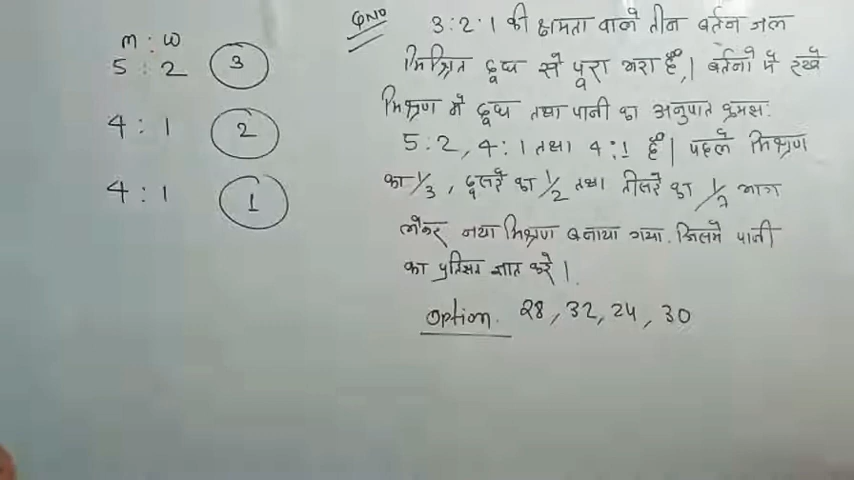 m : w
5 : 2 3
4 : 1 2
4 : 1 1
QNO 3:2:1 की क्षमता वाले तीन बर्तन जल
मिश्रित दूध से पूरा भरा है, | बर्तनो मे रखे
मिश्रण मे दूध तथा पानी का अनुपात क्रमश:
5:2, 4:1 तथा 4:1 है | पहले मिश्रण
का 1/3, दूसरे का 1/2 तथा तीसरे का 1/7 भाग
लेकर नया मिश्रण बनाया गया. जिसमे पानी
का प्रतिशत ज्ञात करे |
option. 28, 32, 24, 30